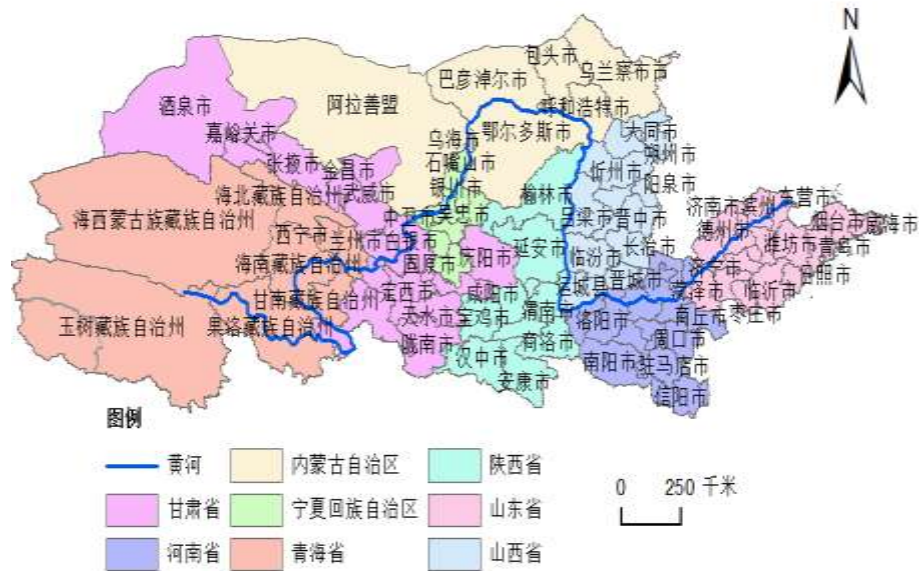 N
包头市
巴彦淖尔市
乌兰察布市
酒泉市
阿拉善盟
呼和浩特市
嘉峪关市
乌海市
鄂尔多斯市
大同市
石嘴山市
朔州市
张掖市
金昌市
忻州市
银川市
阳泉市
海北藏族自治州
武威市
榆林市
中卫市
吴忠市
吕梁市
晋中市
济南市
滨州
东营市
海西蒙古族藏族自治州
西宁市
兰州市
白银市
延安市
德州市
烟台市
威海市
海南藏族自治州
固原市
庆阳市
临汾市
长治市
潍坊市
青岛市
运城县
晋城市
济宁市
日照市
甘南藏族自治州
定西市
咸阳市
菏泽市
临沂市
玉树藏族自治州
果洛藏族自治州
天水市
宝鸡市
渭南市
洛阳市
商丘市
枣庄市
陇南市
汉中市
商洛市
周口市
南阳市
驻马店市
安康市
信阳市
图例
黄河
内蒙古自治区
陕西省
0 250 千米
甘肃省
宁夏回族自治区
山东省
河南省
青海省
山西省